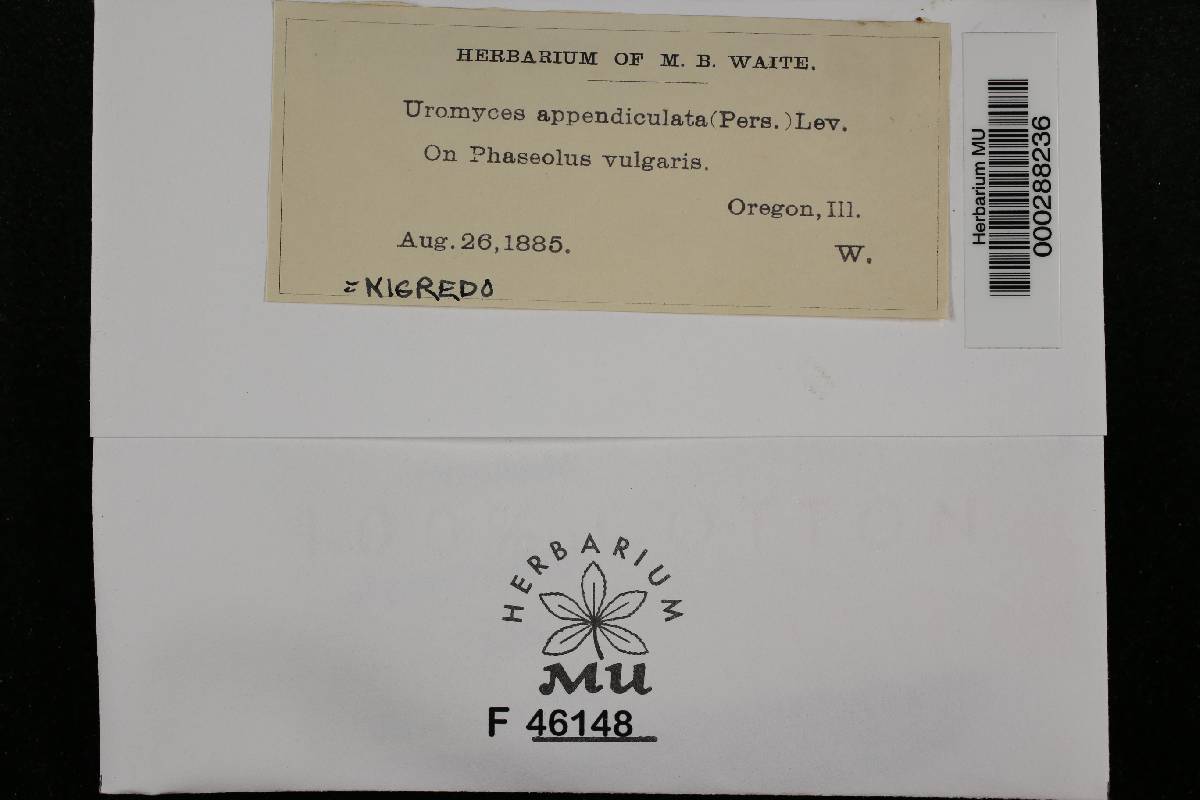 HERBARIUM OF M. B. WAITE.
Uromyces appendiculata(Pers.)Lev.
On Phaseolus vulgaris.
Oregon, Ill.
Aug. 26, 1885.
W.
= NIGREDO
Herbarium MU
000288236
HERBARIUM
MU
F 46148